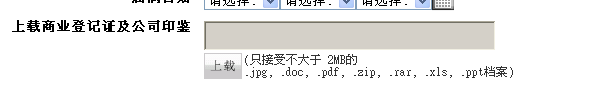 请选择: 请选择: 请选择:
上载商业登记证及公司印鉴
上载 (只接受不大于 2MB的
.jpg, .doc, .pdf, .zip, .rar, .xls, .ppt档案)